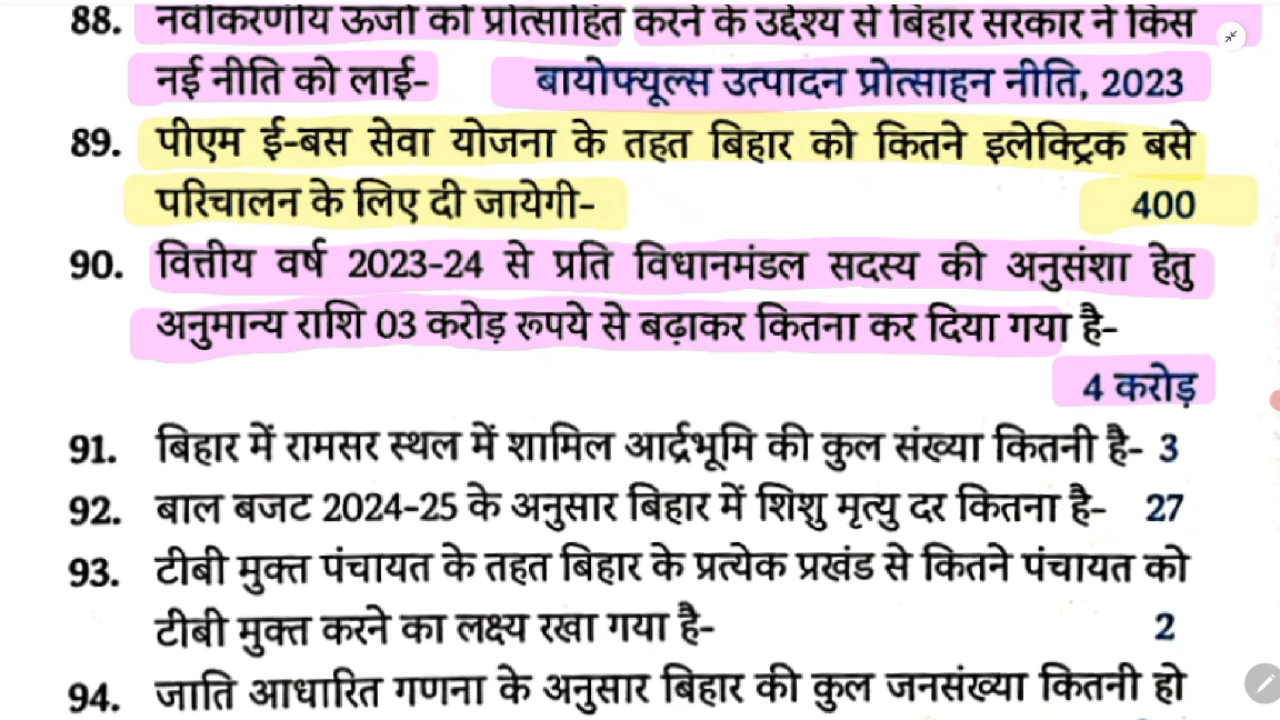 88. नवीकरणीय ऊर्जा को प्रोत्साहित करने के उद्देश्य से बिहार सरकार ने किस
नई नीति को लाई- बायोफ्यूल्स उत्पादन प्रोत्साहन नीति, 2023
89. पीएम ई-बस सेवा योजना के तहत बिहार को कितने इलेक्ट्रिक बसे
परिचालन के लिए दी जायेगी- 400
90. वित्तीय वर्ष 2023-24 से प्रति विधानमंडल सदस्य की अनुसंशा हेतु
अनुमान्य राशि 03 करोड़ रूपये से बढ़ाकर कितना कर दिया गया है-
4 करोड़
91. बिहार में रामसर स्थल में शामिल आर्द्रभूमि की कुल संख्या कितनी है- 3
92. बाल बजट 2024-25 के अनुसार बिहार में शिशु मृत्यु दर कितना है- 27
93. टीबी मुक्त पंचायत के तहत बिहार के प्रत्येक प्रखंड से कितने पंचायत को
टीबी मुक्त करने का लक्ष्य रखा गया है- 2
94. जाति आधारित गणना के अनुसार बिहार की कुल जनसंख्या कितनी हो